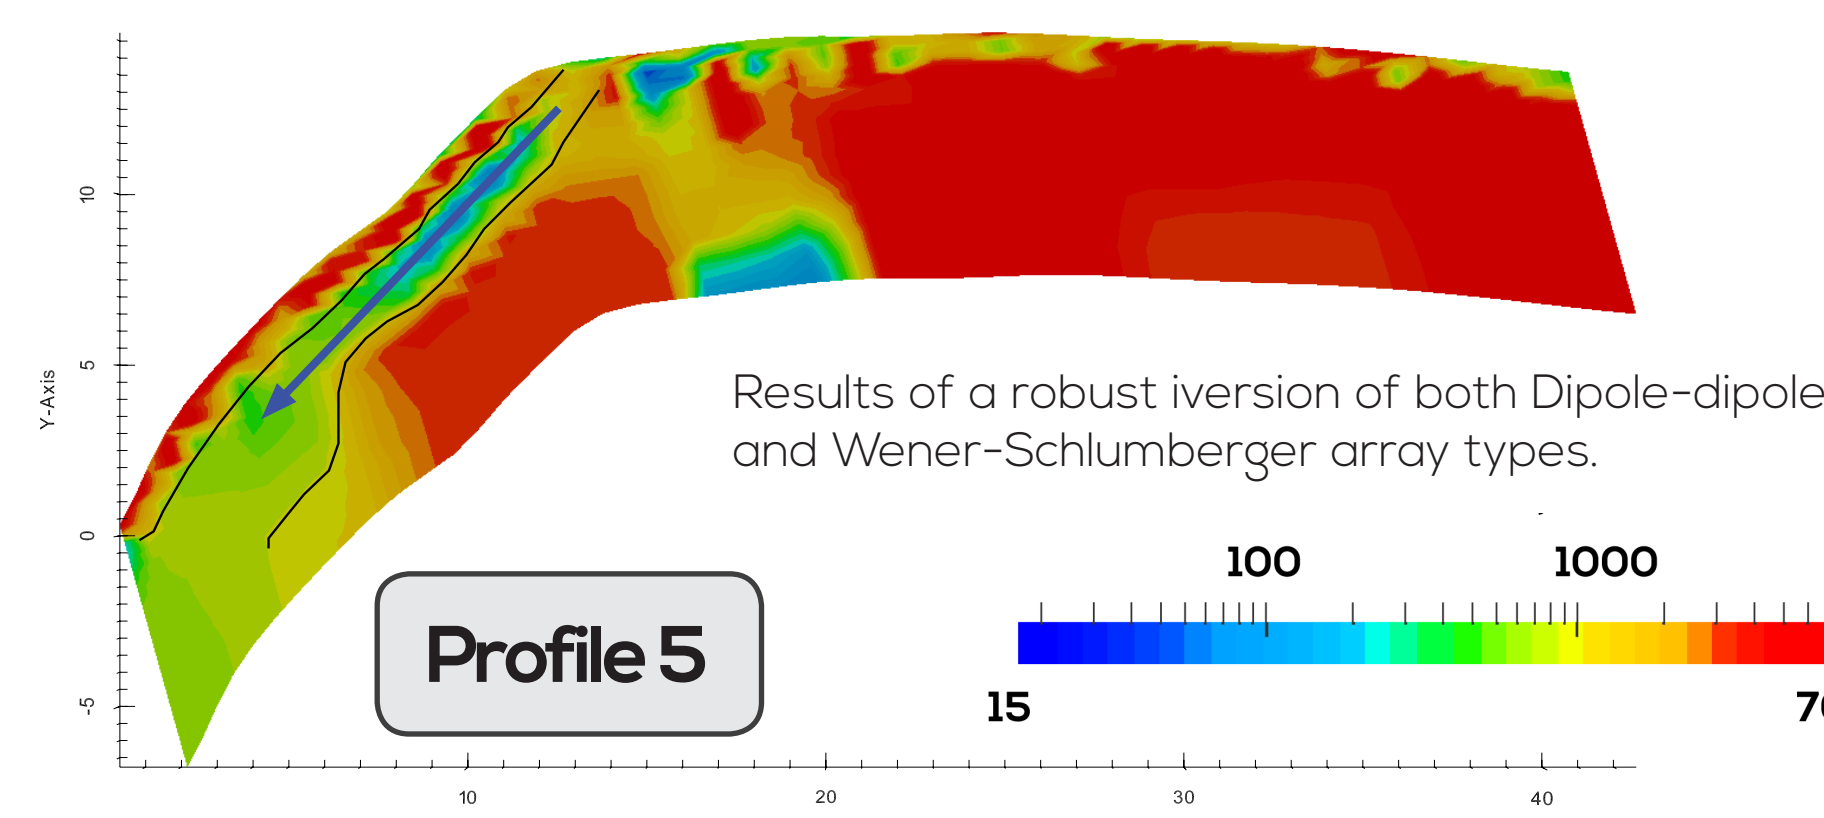 10
5
0
-5
Y-Axis
Results of a robust iversion of both Dipole-dipole
and Wener-Schlumberger array types.
Profile 5
100 1000
15
10 20 30 40